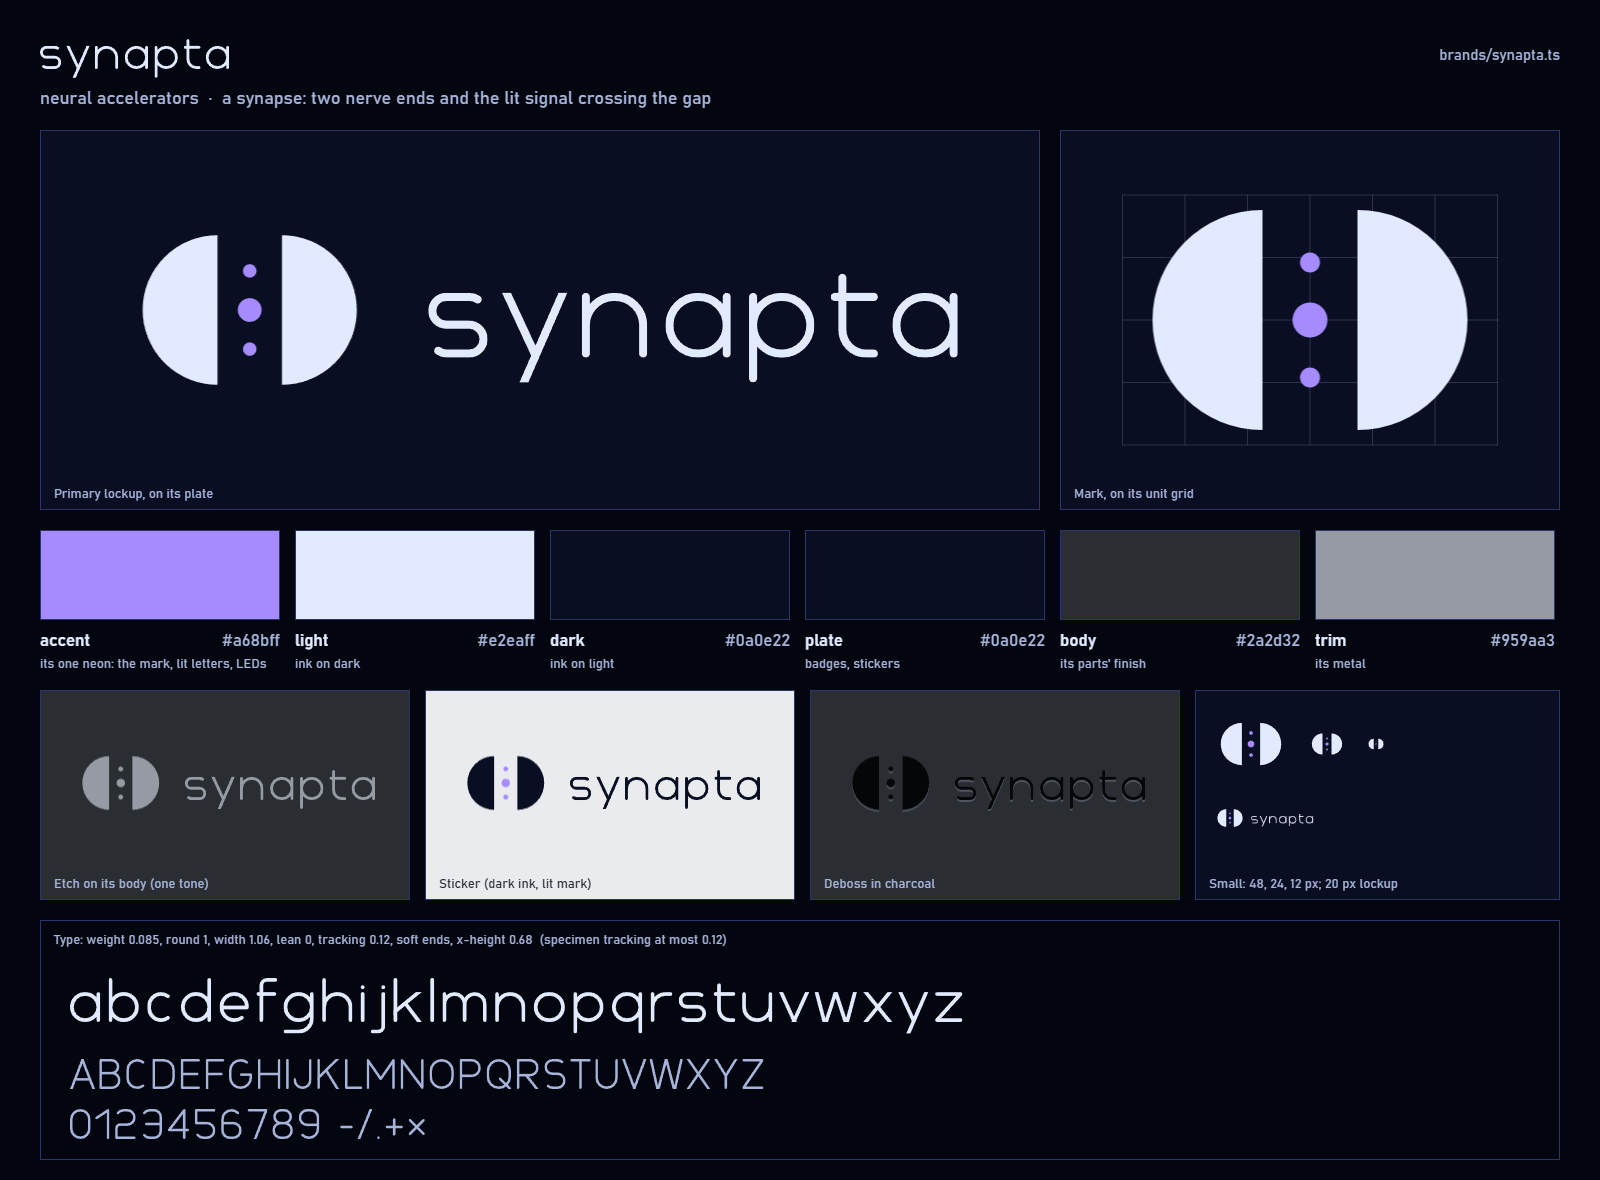 synapta
brands/synapta.ts
neural accelerators · a synapse: two nerve ends and the lit signal crossing the gap
synapta
Primary lockup, on its plate
Mark, on its unit grid
accent #a68bff
its one neon: the mark, lit letters, LEDs
light #e2eaff
ink on dark
dark #0a0e22
ink on light
plate #0a0e22
badges, stickers
body #2a2d32
its parts' finish
trim #959aa3
its metal
synapta
Etch on its body (one tone)
synapta
Sticker (dark ink, lit mark)
synapta
Deboss in charcoal
synapta
Small: 48, 24, 12 px; 20 px lockup
Type: weight 0.085, round 1, width 1.06, lean 0, tracking 0.12, soft ends, x-height 0.68 (specimen tracking at most 0.12)
abcdefghijklmnopqrstuvwxyz
ABCDEFGHIJKLMNOPQRSTUVWXYZ
0123456789 -/.+×